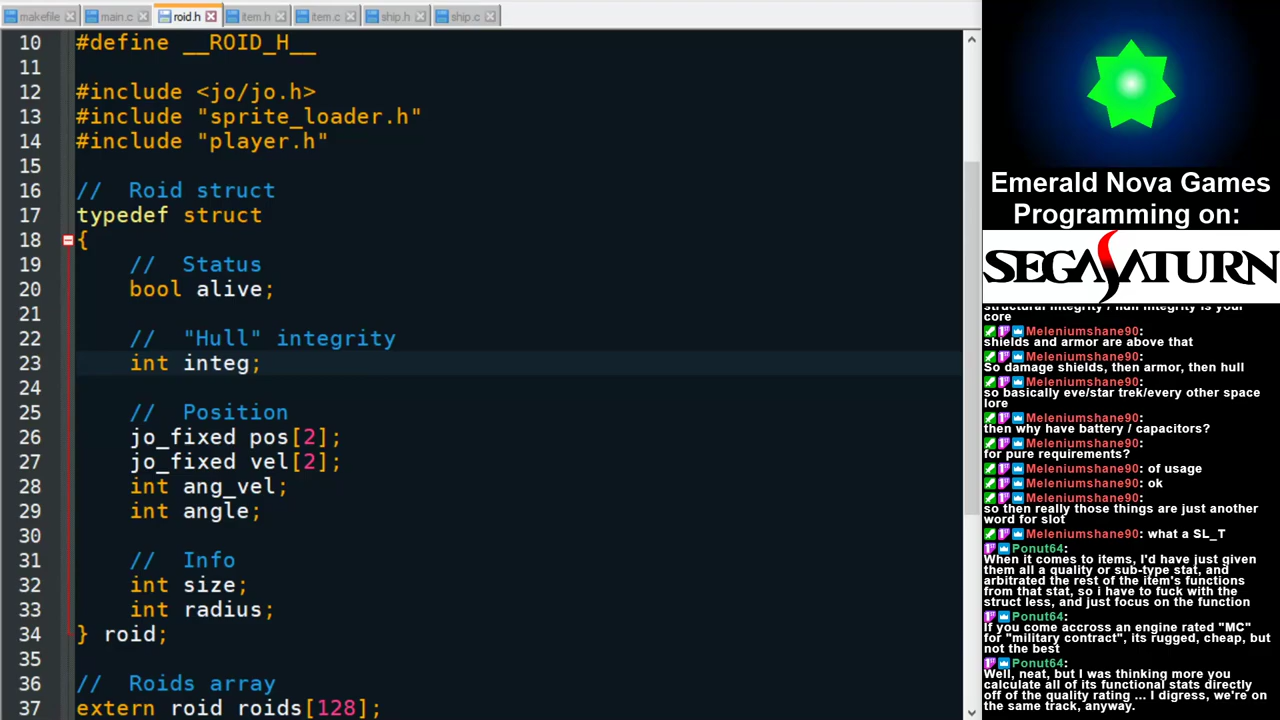 makefile main.c roid.h item.h item.c ship.h ship.c
10 #define __ROID_H__
11
12 #include <jo/jo.h>
13 #include "sprite_loader.h"
14 #include "player.h"
15
16 // Roid struct
17 typedef struct
18 {
19 // Status
20 bool alive;
21
22 // "Hull" integrity
23 int integ;
24
25 // Position
26 jo_fixed pos[2];
27 jo_fixed vel[2];
28 int ang_vel;
29 int angle;
30
31 // Info
32 int size;
33 int radius;
34 } roid;
35
36 // Roids array
37 extern roid roids[128];
Emerald Nova Games
Programming on:
SEGASATURN
structural integrity / hull integrity is your
core
Meleniumshane90:
shields and armor are above that
Meleniumshane90:
So damage shields, then armor, then hull
Meleniumshane90:
so basically eve/star trek/every other space
lore
Meleniumshane90:
then why have battery / capacitors?
Meleniumshane90:
for pure requirements?
Meleniumshane90: of usage
Meleniumshane90: ok
Meleniumshane90:
so then really those things are just another
word for slot
Meleniumshane90: what a SL_T
Ponut64:
When it comes to items, I'd have just given
them all a quality or sub-type stat, and
arbitrated the rest of the item's functions
from that stat, so i have to fuck with the
struct less, and just focus on the function
Ponut64:
If you come accross an engine rated "MC"
for "military contract", its rugged, cheap, but
not the best
Ponut64:
Well, neat, but I was thinking more you
calculate all of its functional stats directly
off of the quality rating ... I digress, we're on
the same track, anyway.